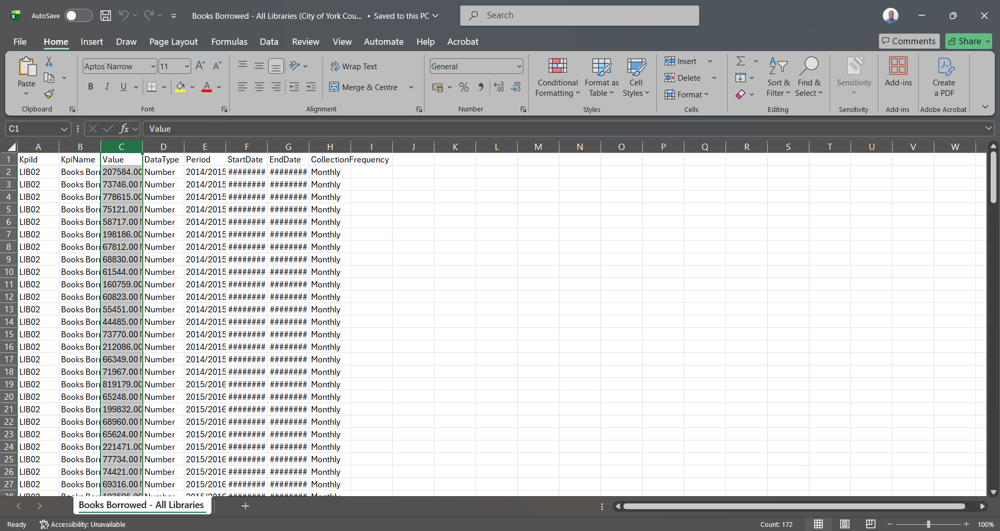 AutoSave Books Borrowed - All Libraries (City of York Cou... • Saved to this PC Search
File Home Insert Draw Page Layout Formulas Data Review View Automate Help Acrobat Comments Share
Paste Aptos Narrow 11 Wrap Text General Conditional Formatting Format as Table Cell Styles Insert Sort & Filter Find & Select Sensitivity Add-ins Create a PDF
B I U Merge & Centre Delete
Format
Clipboard Font Alignment Number Styles Cells Editing Sensitivity Add-ins Adobe Acrobat
C1 fx Value
A B C D E F G H I J K L M N O P Q R S T U V W
1 KpiId KpiName Value DataType Period StartDate EndDate CollectionFrequency
2 LIB02 Books Borr 207584.00 Number 2014/2015 ######## ######## Monthly
3 LIB02 Books Borr 73746.00 Number 2014/2015 ######## ######## Monthly
4 LIB02 Books Borr 778615.00 Number 2014/2015 ######## ######## Monthly
5 LIB02 Books Borr 75121.00 Number 2014/2015 ######## ######## Monthly
6 LIB02 Books Borr 58717.00 Number 2014/2015 ######## ######## Monthly
7 LIB02 Books Borr 198186.00 Number 2014/2015 ######## ######## Monthly
8 LIB02 Books Borr 67812.00 Number 2014/2015 ######## ######## Monthly
9 LIB02 Books Borr 68830.00 Number 2014/2015 ######## ######## Monthly
10 LIB02 Books Borr 61544.00 Number 2014/2015 ######## ######## Monthly
11 LIB02 Books Borr 160759.00 Number 2014/2015 ######## ######## Monthly
12 LIB02 Books Borr 60823.00 Number 2014/2015 ######## ######## Monthly
13 LIB02 Books Borr 55451.00 Number 2014/2015 ######## ######## Monthly
14 LIB02 Books Borr 44485.00 Number 2014/2015 ######## ######## Monthly
15 LIB02 Books Borr 73770.00 Number 2014/2015 ######## ######## Monthly
16 LIB02 Books Borr 212086.00 Number 2014/2015 ######## ######## Monthly
17 LIB02 Books Borr 66349.00 Number 2014/2015 ######## ######## Monthly
18 LIB02 Books Borr 71967.00 Number 2014/2015 ######## ######## Monthly
19 LIB02 Books Borr 819179.00 Number 2015/2016 ######## ######## Monthly
20 LIB02 Books Borr 65248.00 Number 2015/2016 ######## ######## Monthly
21 LIB02 Books Borr 199832.00 Number 2015/2016 ######## ######## Monthly
22 LIB02 Books Borr 68960.00 Number 2015/2016 ######## ######## Monthly
23 LIB02 Books Borr 65624.00 Number 2015/2016 ######## ######## Monthly
24 LIB02 Books Borr 221471.00 Number 2015/2016 ######## ######## Monthly
25 LIB02 Books Borr 77734.00 Number 2015/2016 ######## ######## Monthly
26 LIB02 Books Borr 74421.00 Number 2015/2016 ######## ######## Monthly
27 LIB02 Books Borr 69316.00 Number 2015/2016 ######## ######## Monthly
Books Borrowed - All Libraries
Ready Accessibility: Unavailable Count: 172 100%